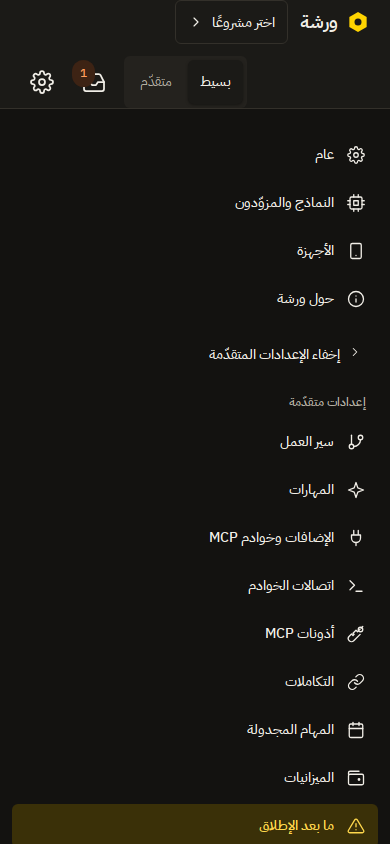 ورشة
اختر مشروعًا
بسيط
متقدّم
1
عام
النماذج والمزوّدون
الأجهزة
حول ورشة
إخفاء الإعدادات المتقدّمة
إعدادات متقدّمة
سير العمل
المهارات
الإضافات وخوادم MCP
اتصالات الخوادم
أذونات MCP
التكاملات
المهام المجدولة
الميزانيات
ما بعد الإطلاق